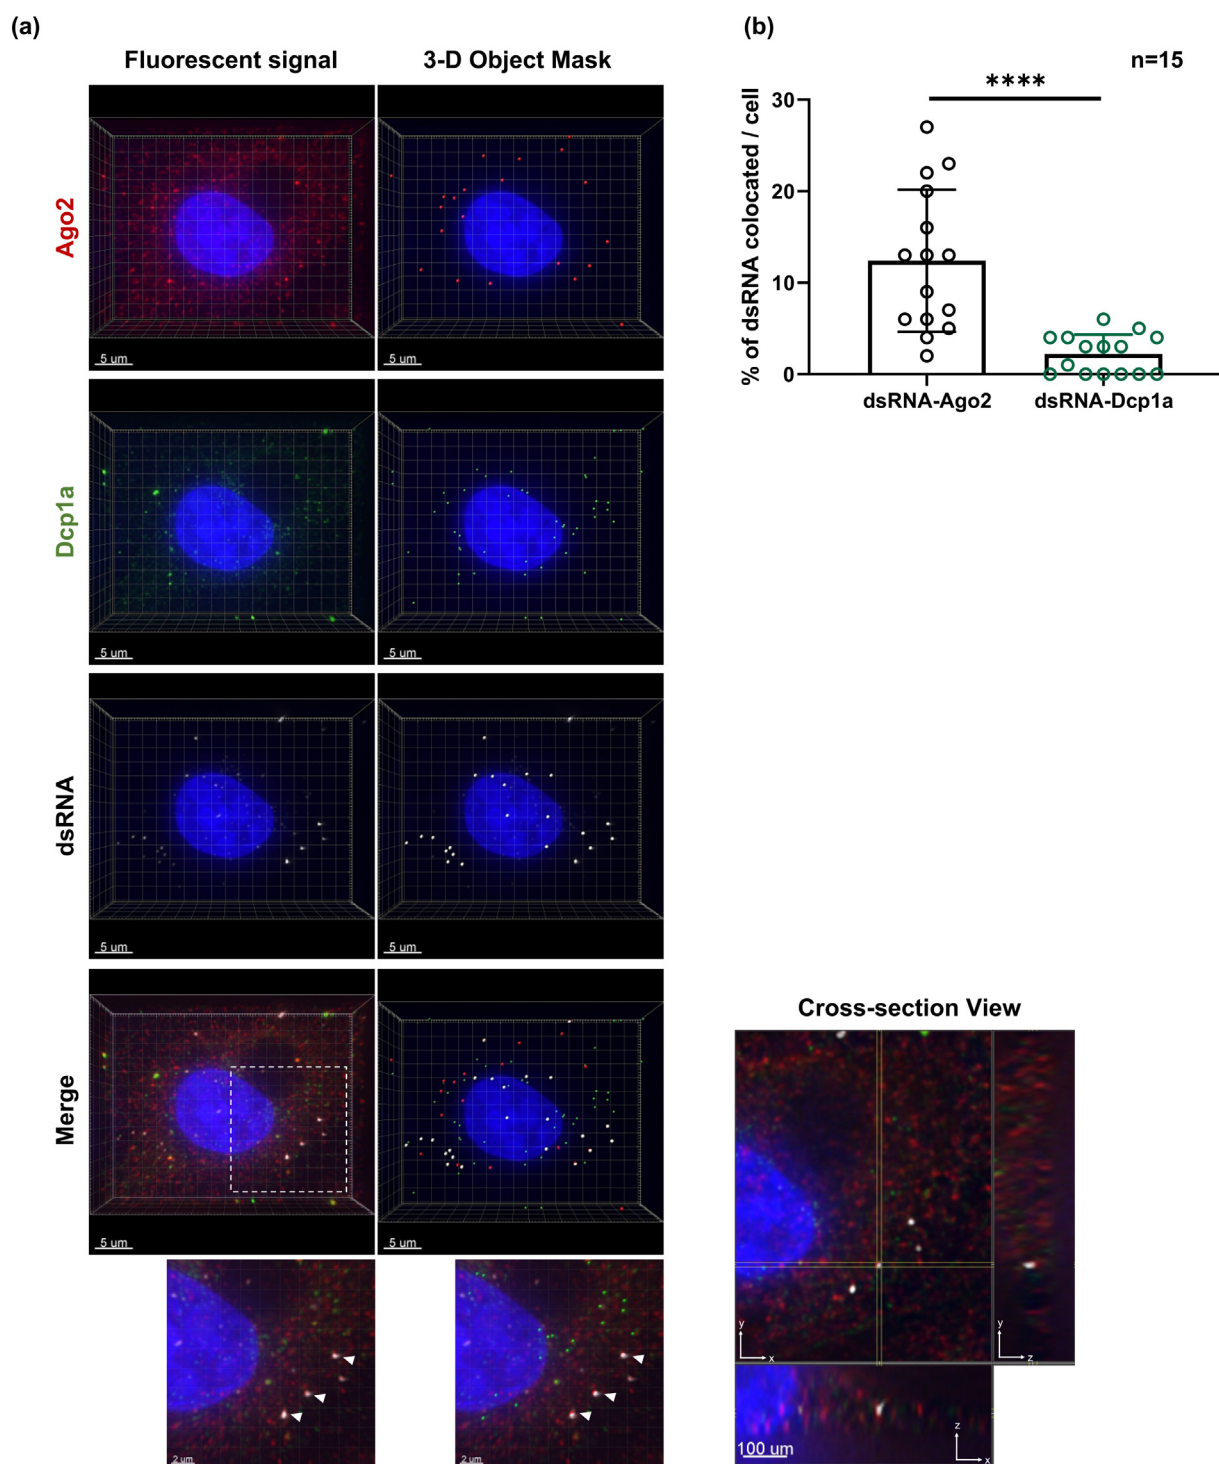 (a)
Fluorescent signal
3-D Object Mask
Ago2
5 um
5 um
Dcp1a
5 um
5 um
dsRNA
5 um
5 um
Merge
5 um
5 um
2 um
2 um
(b)
n=15
****
% of dsRNA colocated / cell
30
20
10
0
dsRNA-Ago2
dsRNA-Dcp1a
Cross-section View
y
x
y
z
z
x
100 um